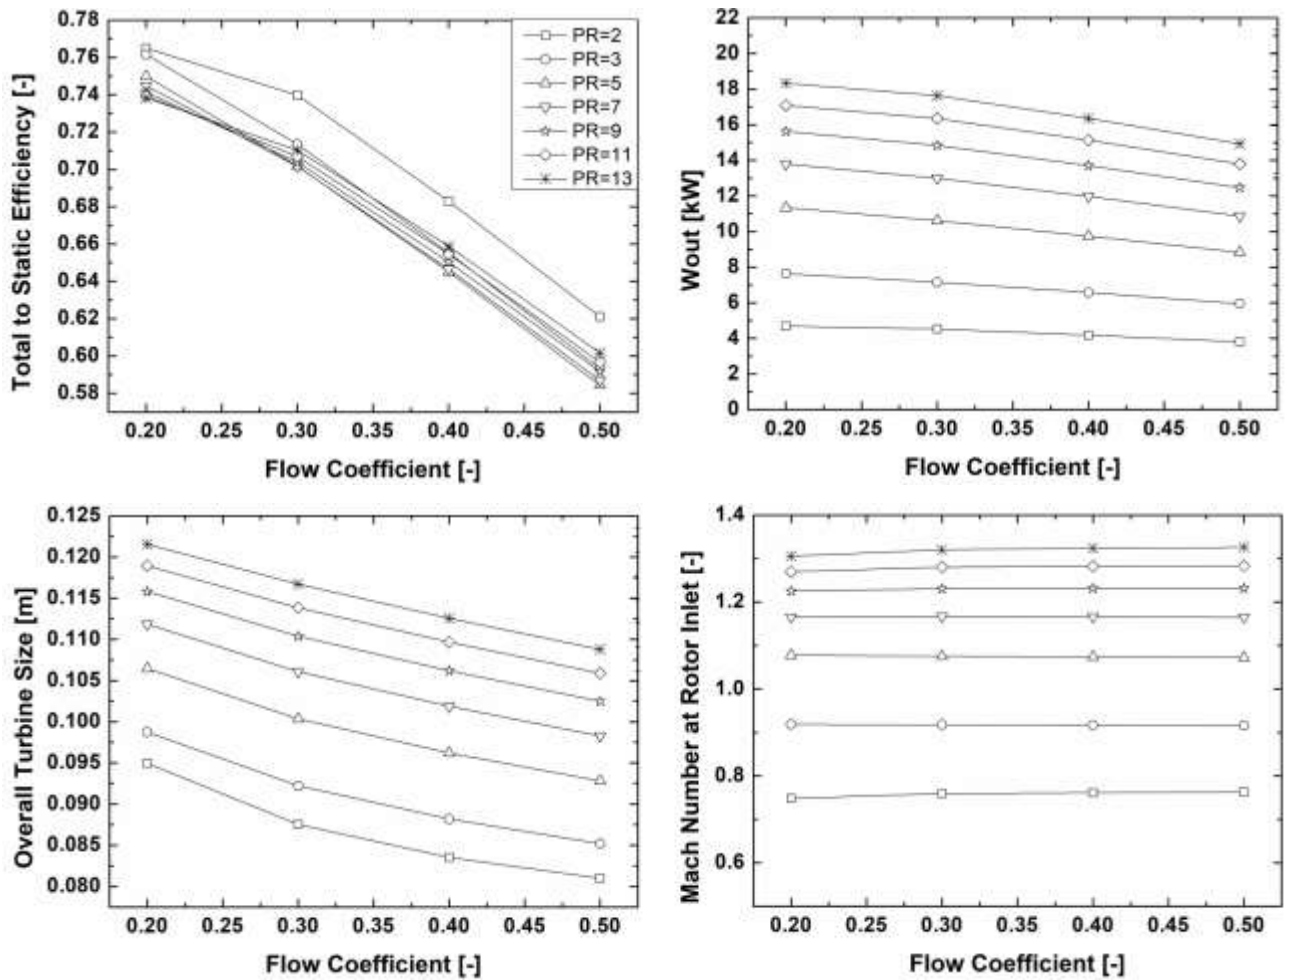 0.78
0.76
0.74
0.72
0.70
0.68
0.66
0.64
0.62
0.60
0.58
Total to Static Efficiency [-]
PR=2
PR=3
PR=5
PR=7
PR=9
PR=11
PR=13
0.20 0.25 0.30 0.35 0.40 0.45 0.50
Flow Coefficient [-]
22
20
18
16
14
12
10
8
6
4
2
0
Wout [kW]
0.20 0.25 0.30 0.35 0.40 0.45 0.50
Flow Coefficient [-]
0.125
0.120
0.115
0.110
0.105
0.100
0.095
0.090
0.085
0.080
Overall Turbine Size [m]
0.20 0.25 0.30 0.35 0.40 0.45 0.50
Flow Coefficient [-]
1.4
1.2
1.0
0.8
0.6
Mach Number at Rotor Inlet [-]
0.20 0.25 0.30 0.35 0.40 0.45 0.50
Flow Coefficient [-]